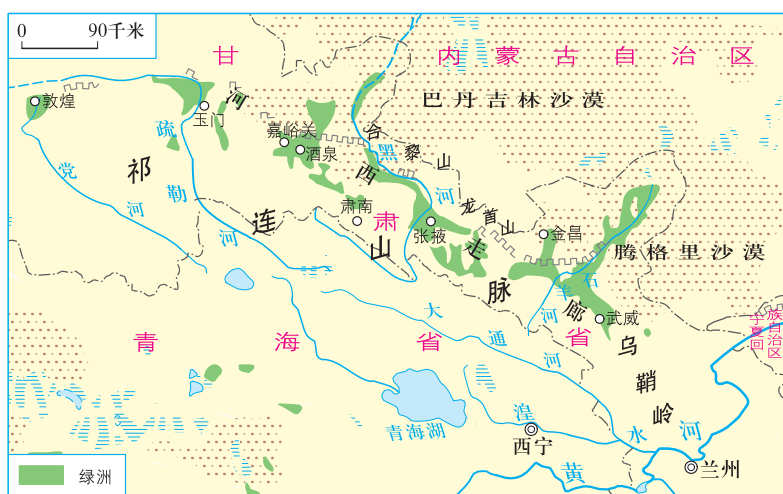 0 90千米
甘 肃 省
内蒙古自治区
巴丹吉林沙漠
敦煌
玉门
河西走廊
嘉峪关
酒泉
合黎山
黑河
疏勒河
党河
祁连山脉
肃南
张掖
龙首山
金昌
腾格里沙漠
石羊河
武威
宁夏回族自治区
大通河
青海省
乌鞘岭
青海湖
湟水
西宁
黄河
兰州
绿洲